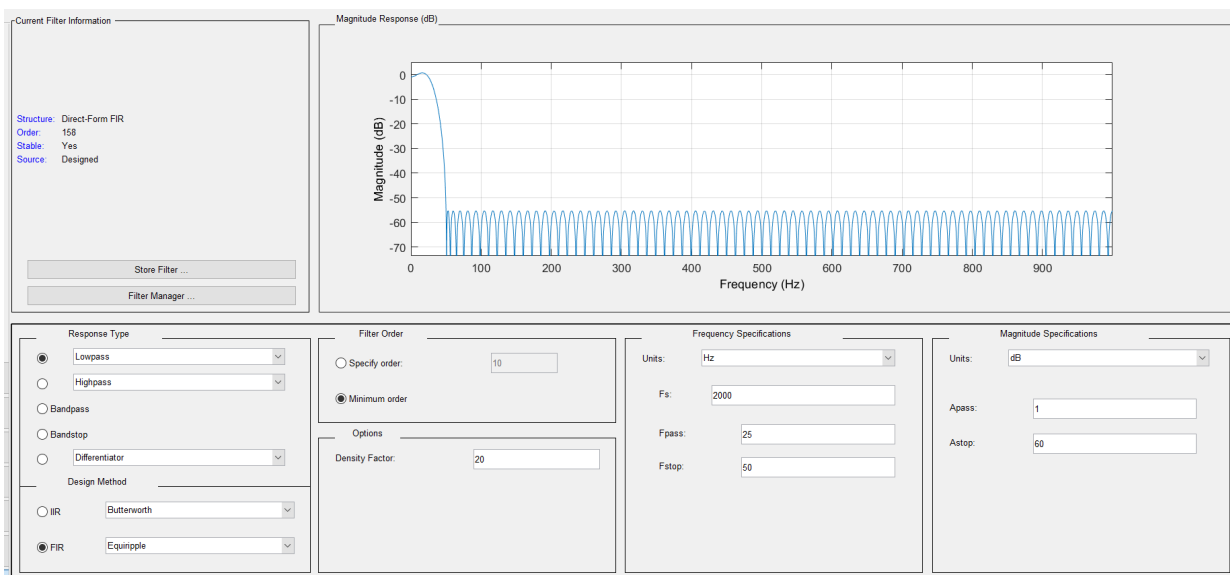 Current Filter Information
Structure: Direct-Form FIR
Order: 158
Stable: Yes
Source: Designed
Store Filter ...
Filter Manager ...
Magnitude Response (dB)
0
-10
-20
-30
-40
-50
-60
-70
Magnitude (dB)
0 100 200 300 400 500 600 700 800 900
Frequency (Hz)
Response Type
Lowpass
Highpass
Bandpass
Bandstop
Differentiator
Design Method
IIR Butterworth
FIR Equiripple
Filter Order
Specify order: 10
Minimum order
Options
Density Factor: 20
Frequency Specifications
Units: Hz
Fs: 2000
Fpass: 25
Fstop: 50
Magnitude Specifications
Units: dB
Apass: 1
Astop: 60